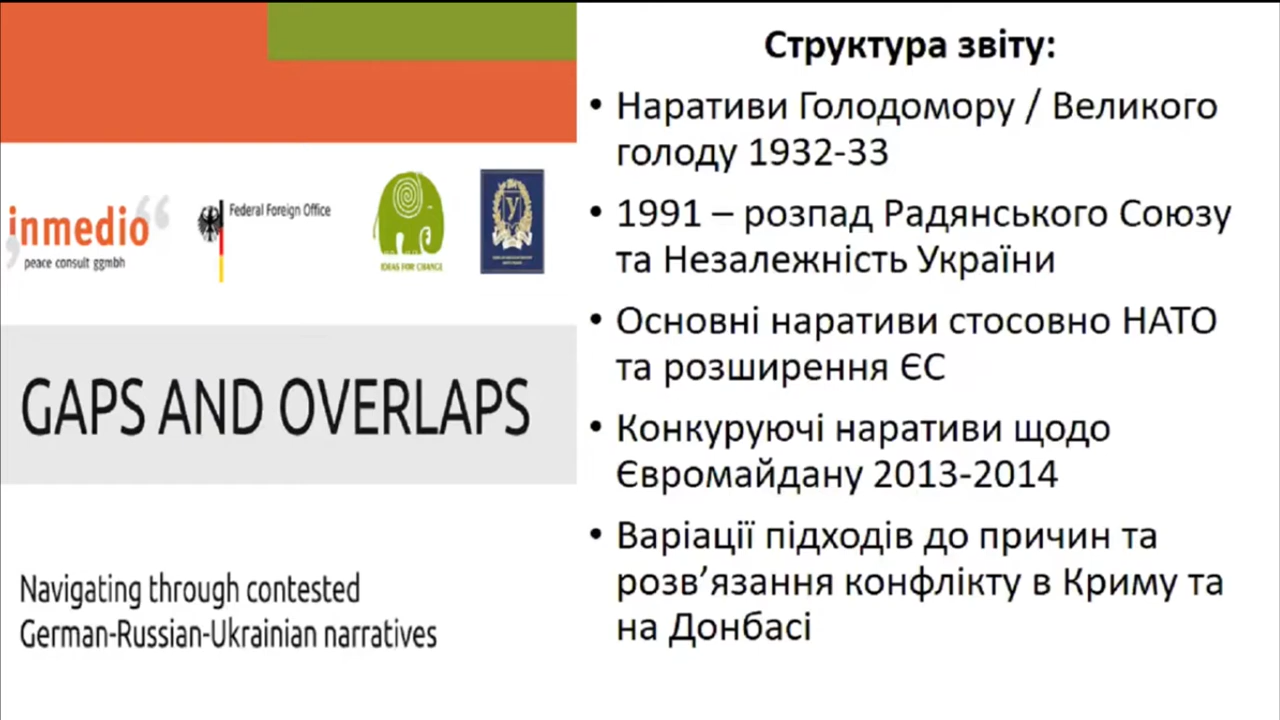 inmedio
peace consult ggmbh
Federal Foreign Office
IDEAS FOR CHANGE
GAPS AND OVERLAPS
Navigating through contested
German-Russian-Ukrainian narratives
Структура звіту:
• Наративи Голодомору / Великого
голоду 1932-33
• 1991 – розпад Радянського Союзу
та Незалежність України
• Основні наративи стосовно НАТО
та розширення ЄС
• Конкуруючі наративи щодо
Євромайдану 2013-2014
• Варіації підходів до причин та
розв’язання конфлікту в Криму та
на Донбасі